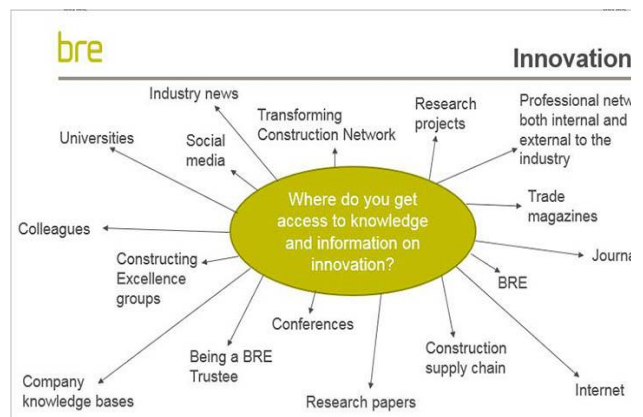 bre
Innovation
Industry news
Transforming
Construction Network
Research
projects
Professional netw
both internal and
external to the
industry
Universities
Social
media
Where do you get
access to knowledge
and information on
innovation?
Trade
magazines
Colleagues
Constructing
Excellence
groups
Journa
BRE
Conferences
Being a BRE
Trustee
Construction
supply chain
Company
knowledge bases
Research papers
Internet